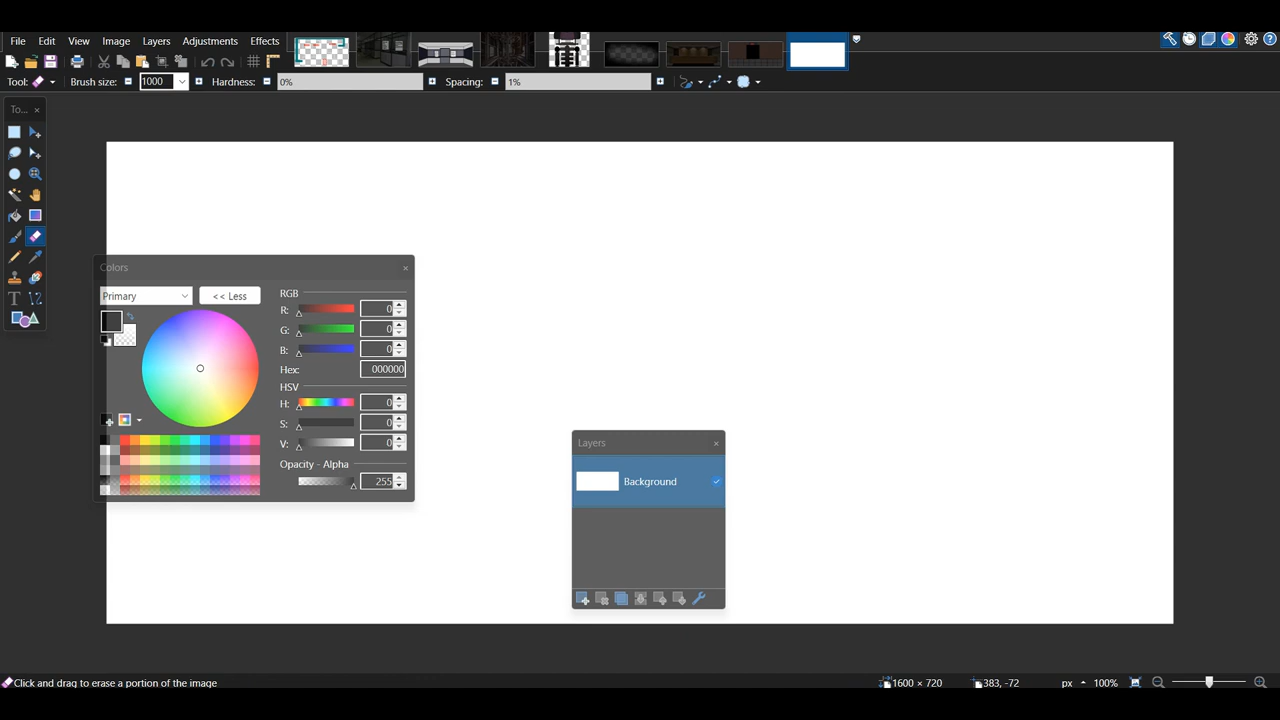 File Edit View Image Layers Adjustments Effects
Tool: Brush size: 1000 Hardness: 0% Spacing: 1%
To...
Colors
Primary << Less
RGB
R: 0
G: 0
B: 0
Hex: 000000
HSV
H: 0
S: 0
V: 0
Opacity - Alpha
255
Layers
Background
Click and drag to erase a portion of the image 1600 × 720 383, -72 px 100%